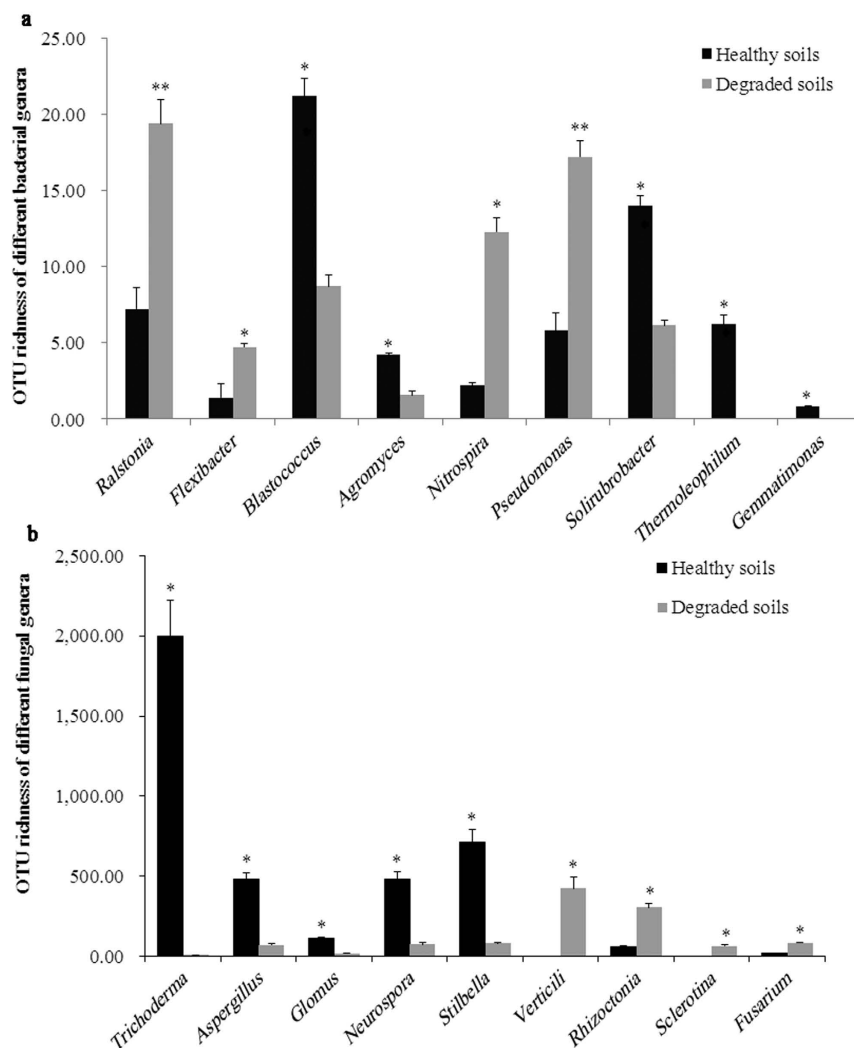 a
OTU richness of different bacterial genera
25.00
20.00
15.00
10.00
5.00
0.00
Healthy soils
Degraded soils
**
*
*
*
*
**
*
*
*
Ralstonia
Flexibacter
Blastococcus
Agromyces
Nitrospira
Pseudomonas
Solirubrobacter
Thermoleophilum
Gemmatimonas
b
OTU richness of different fungal genera
2,500.00
2,000.00
1,500.00
1,000.00
500.00
0.00
Healthy soils
Degraded soils
*
*
*
*
*
*
*
*
*
Trichoderma
Aspergillus
Glomus
Neurospora
Stilbella
Verticili
Rhizoctonia
Sclerotina
Fusarium